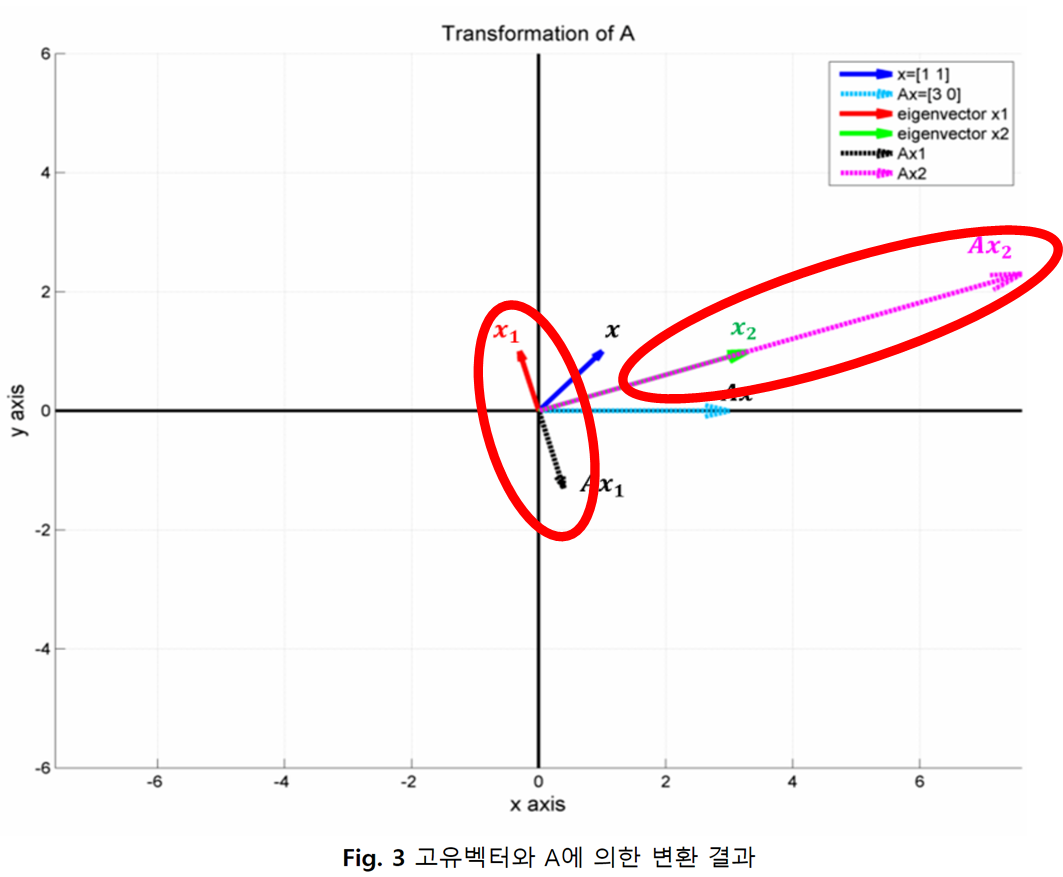 Transformation of A
6
4
2
0
-2
-4
-6
y axis
x=[1 1]
Ax=[3 0]
eigenvector x1
eigenvector x2
Ax1
Ax2
Ax₂
x₁
x
x₂
Ax
Ax₁
-6 -4 -2 0 2 4 6
x axis
Fig. 3 고유벡터와 A에 의한 변환 결과